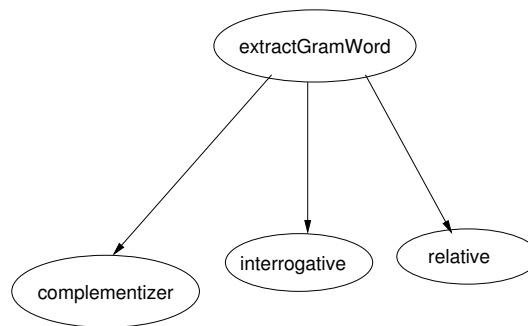 extractGramWord
interrogative
relative
complementizer